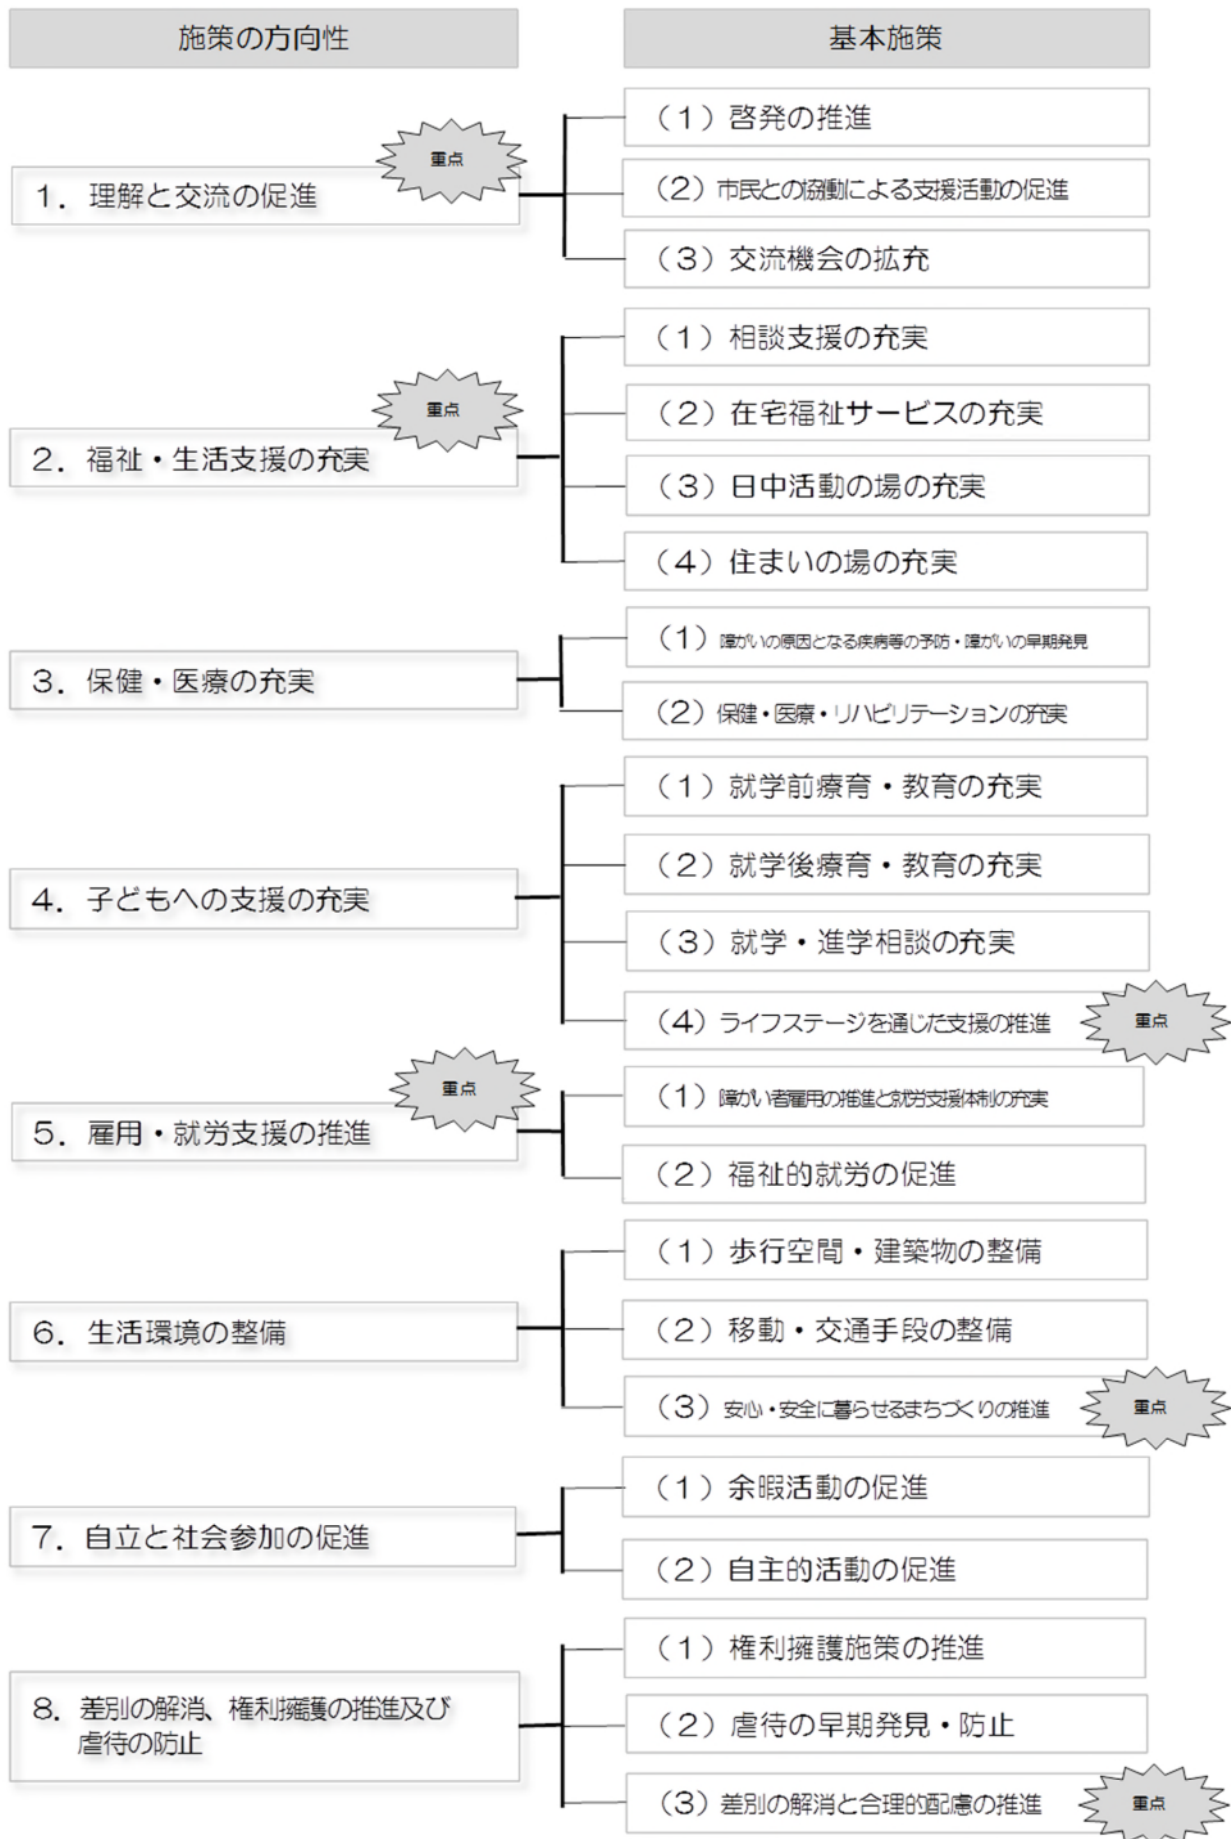 施策の方向性
基本施策
重点
1．理解と交流の促進
（1）啓発の推進
（2）市民との協働による支援活動の促進
（3）交流機会の拡充
重点
2．福祉・生活支援の充実
（1）相談支援の充実
（2）在宅福祉サービスの充実
（3）日中活動の場の充実
（4）住まいの場の充実
3．保健・医療の充実
（1）障がいの原因となる疾病等の予防・障がいの早期発見
（2）保健・医療・リハビリテーションの充実
4．子どもへの支援の充実
（1）就学前療育・教育の充実
（2）就学後療育・教育の充実
（3）就学・進学相談の充実
（4）ライフステージを通じた支援の推進
重点
重点
5．雇用・就労支援の推進
（1）障がい者雇用の推進と就労支援体制の充実
（2）福祉的就労の促進
6．生活環境の整備
（1）歩行空間・建築物の整備
（2）移動・交通手段の整備
（3）安心・安全に暮らせるまちづくりの推進
重点
7．自立と社会参加の促進
（1）余暇活動の促進
（2）自主的活動の促進
8．差別の解消、権利擁護の推進及び
虐待の防止
（1）権利擁護施策の推進
（2）虐待の早期発見・防止
（3）差別の解消と合理的配慮の推進
重点